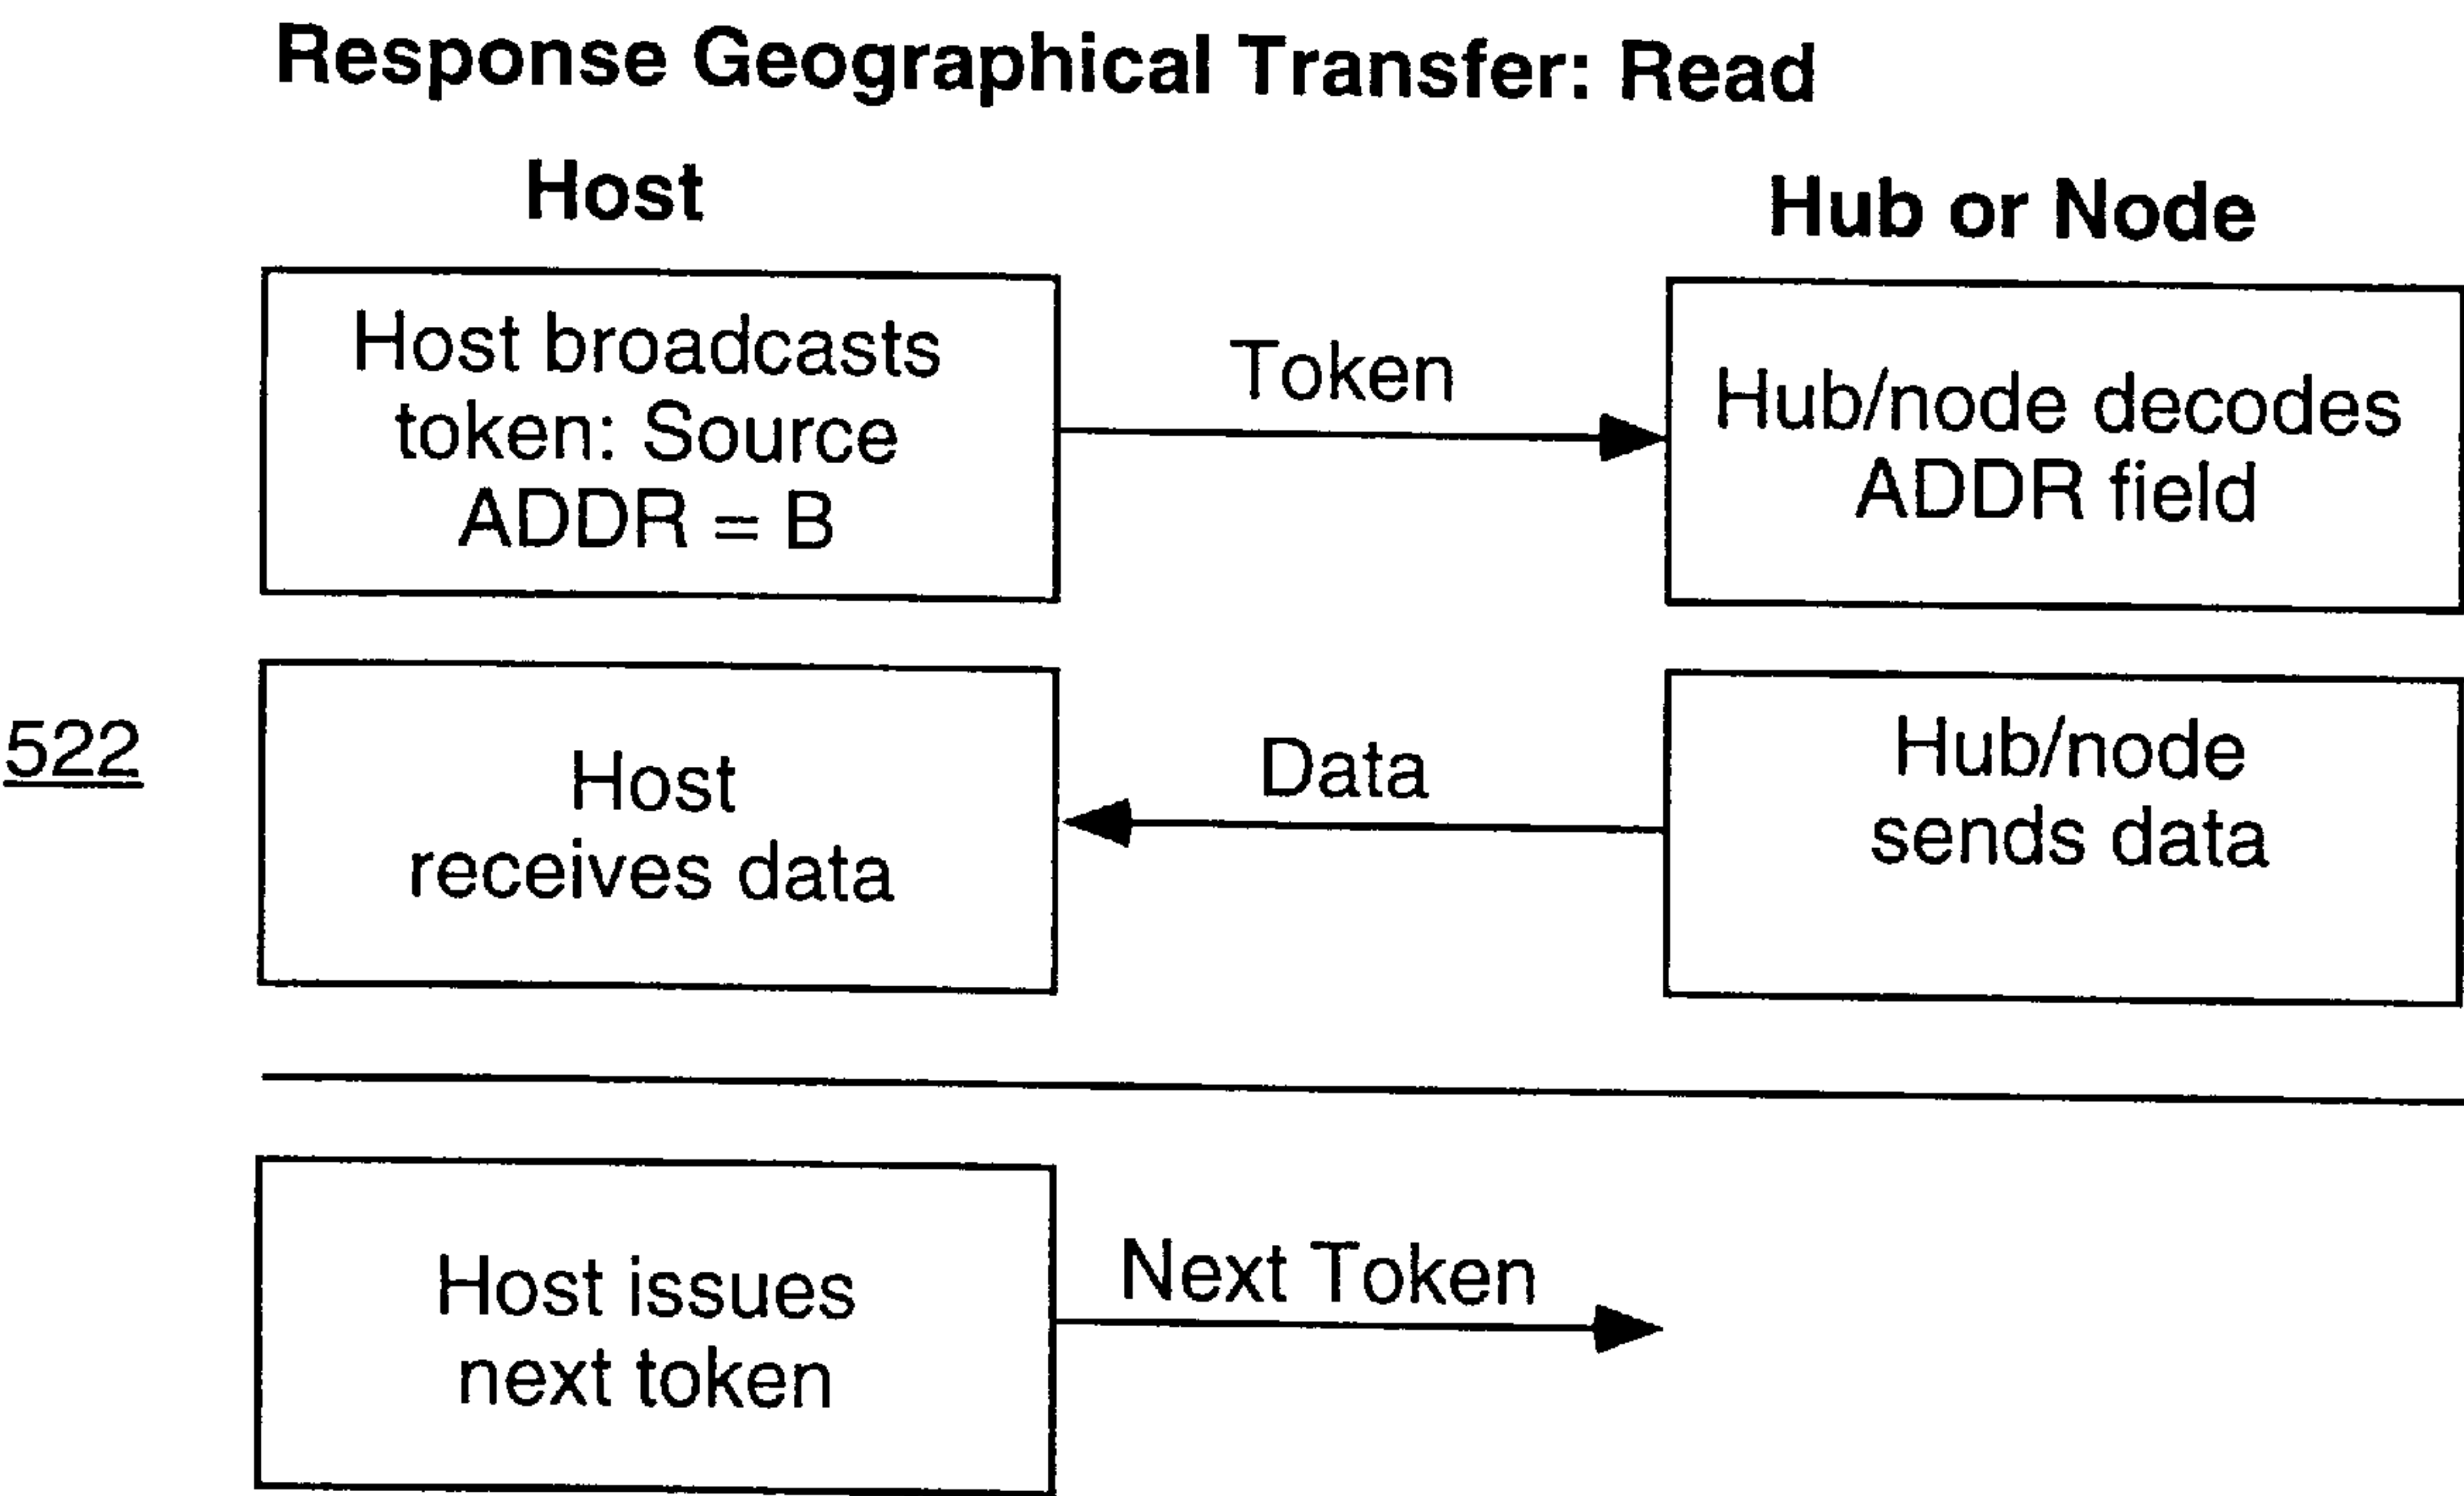 Response Geographical Transfer: Read
Host
Hub or Node
Host broadcasts
token: Source
ADDR = B
Token
Hub/node decodes
ADDR field
522
Host
receives data
Data
Hub/node
sends data
Host issues
next token
Next Token